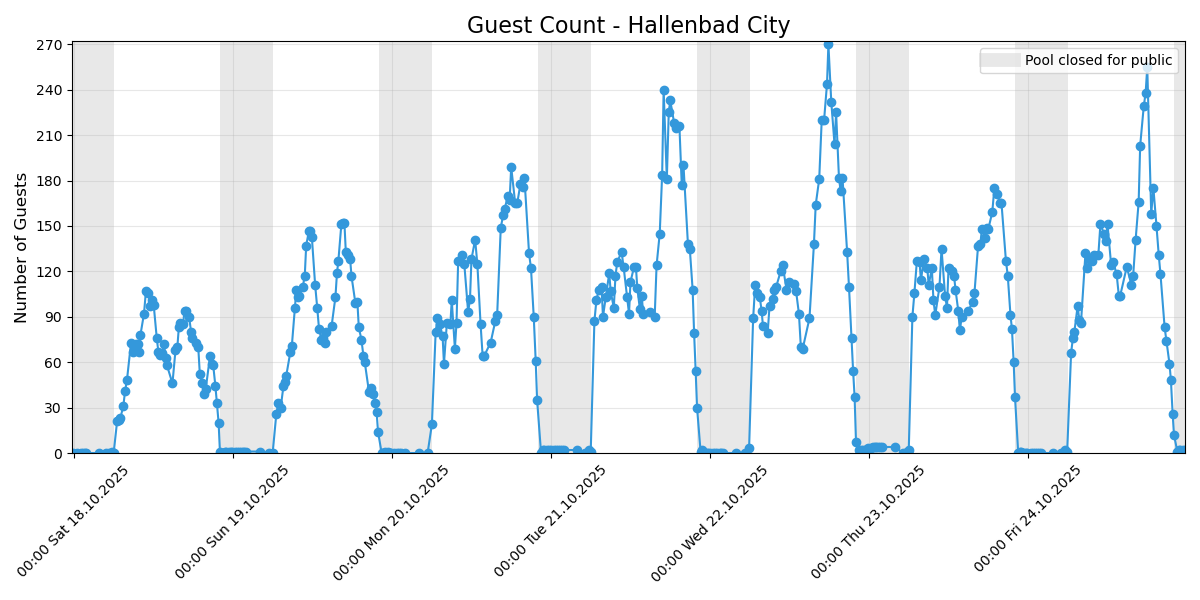 Guest Count - Hallenbad City
Pool closed for public
Number of Guests
270
240
210
180
150
120
90
60
30
0
00:00 Sat 18.10.2025
00:00 Sun 19.10.2025
00:00 Mon 20.10.2025
00:00 Tue 21.10.2025
00:00 Wed 22.10.2025
00:00 Thu 23.10.2025
00:00 Fri 24.10.2025